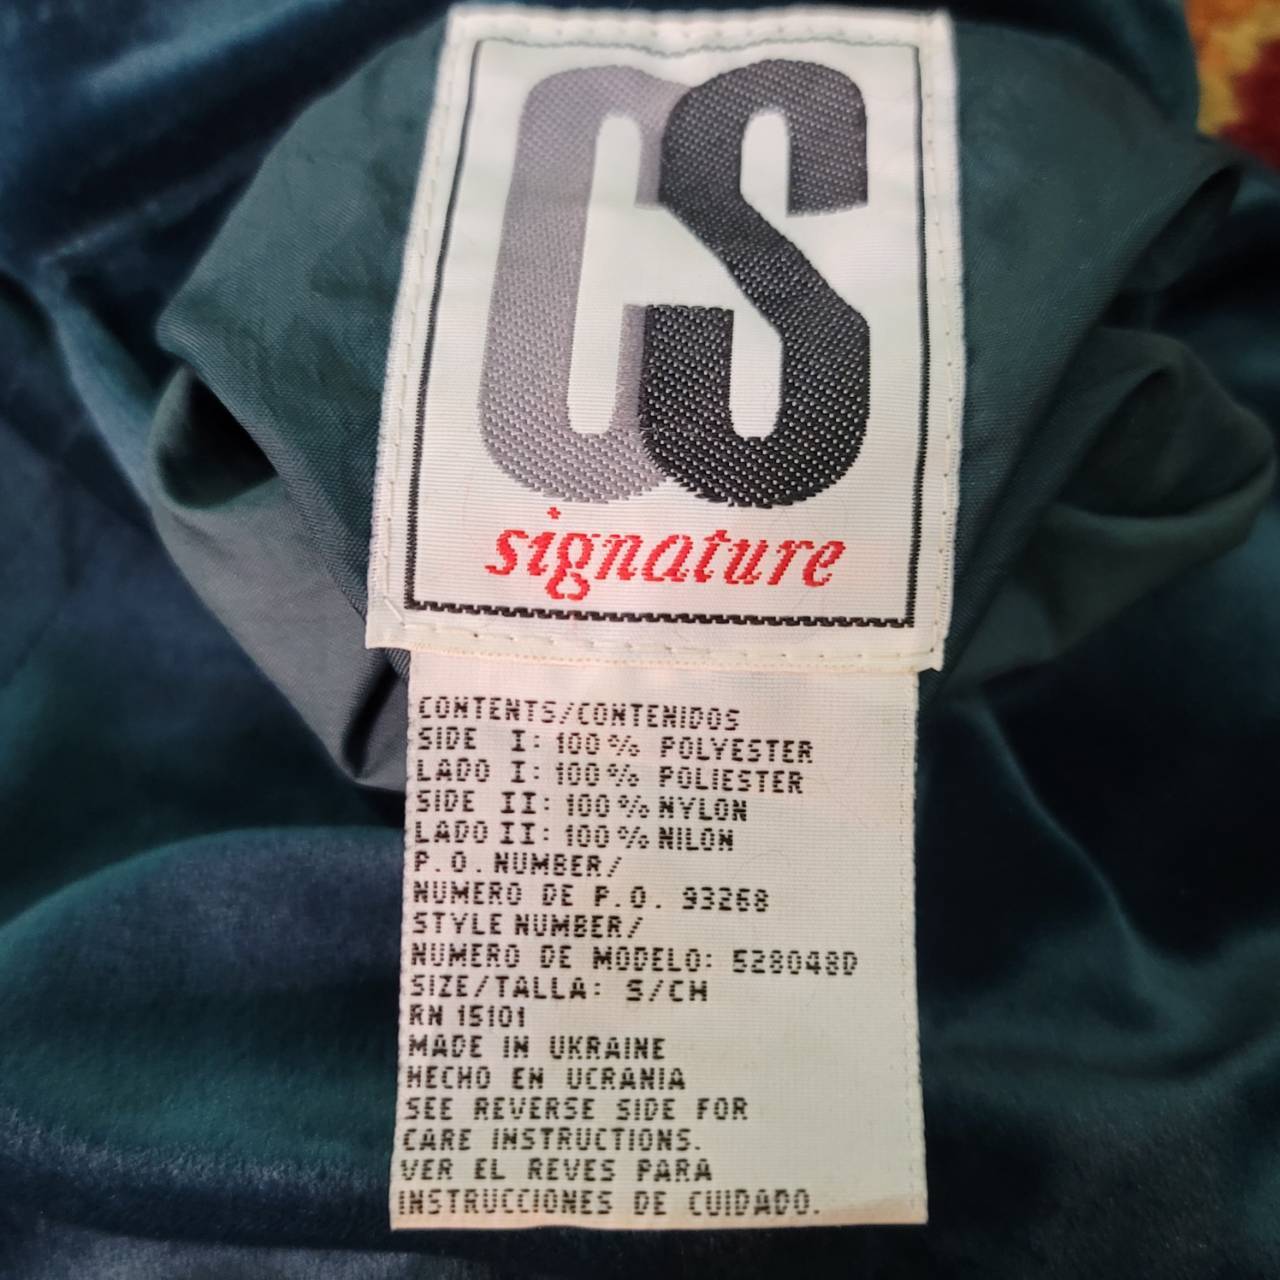 CS
signature
CONTENTS/CONTENIDOS
SIDE I: 100% POLYESTER
LADO I: 100% POLIESTER
SIDE II: 100% NYLON
LADO II: 100% NILON
P.O. NUMBER/
NUMERO DE P.O. 93268
STYLE NUMBER/
NUMERO DE MODELO: 528048D
SIZE/TALLA: S/CH
RN 15101
MADE IN UKRAINE
HECHO EN UCRANIA
SEE REVERSE SIDE FOR
CARE INSTRUCTIONS.
VER EL REVES PARA
INSTRUCCIONES DE CUIDADO.